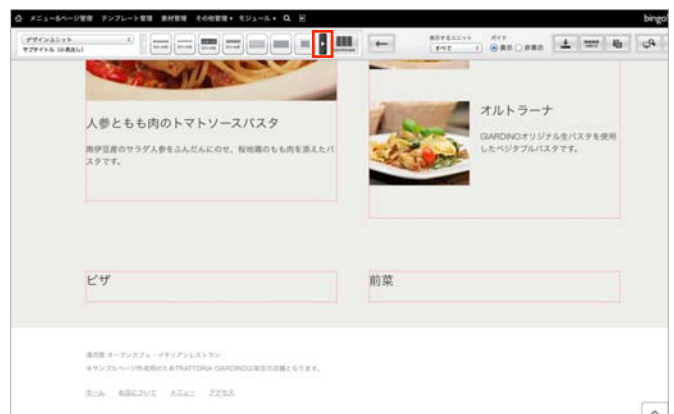 メニュー&ページ管理 テンプレート管理 素材管理 その他管理 モジュール
bingo!
デザインユニット
サブタイトル（小見出し）
表示するユニット
すべて
ガイド
表示 非表示
人参ともも肉のトマトソースパスタ
南伊豆産のサラダ人参をふんだんにのせ、桜地鶏のもも肉を添えたパ
スタです。
オルトラーナ
GIARDINOオリジナル生パスタを使用
したベジタブルパスタです。
ピザ
前菜
湯河原 オープンカフェ・イタリアンレストラン
※サンプルページ作成用のためTRATTORIA GIARDINOは架空の店舗となります。
ホーム お店について メニュー アクセス